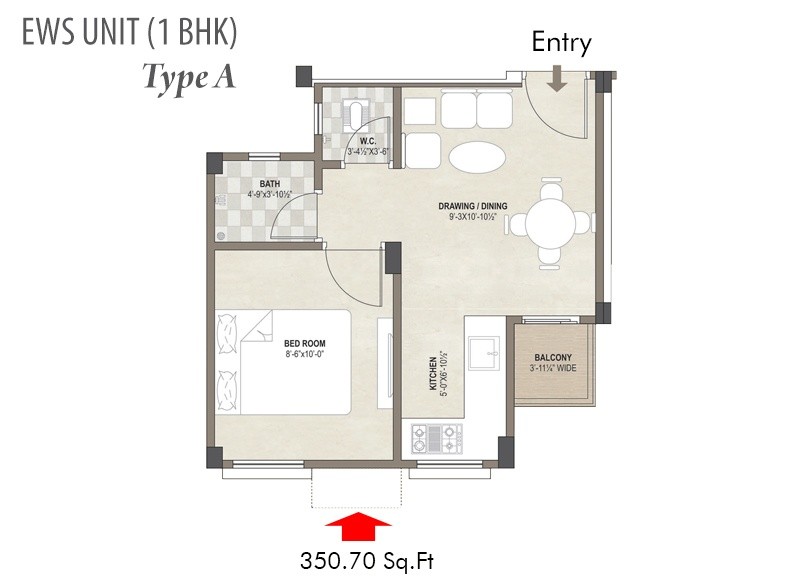 EWS UNIT (1 BHK)
Type A
Entry
W.C.
3'-4½"X3'-6"
BATH
4'-9"x3'-10½"
DRAWING / DINING
9'-3X10'-10½"
BED ROOM
8'-6"x10'-0"
KITCHEN
5'-0"X6'-10½"
BALCONY
3'-11¼" WIDE
350.70 Sq.Ft